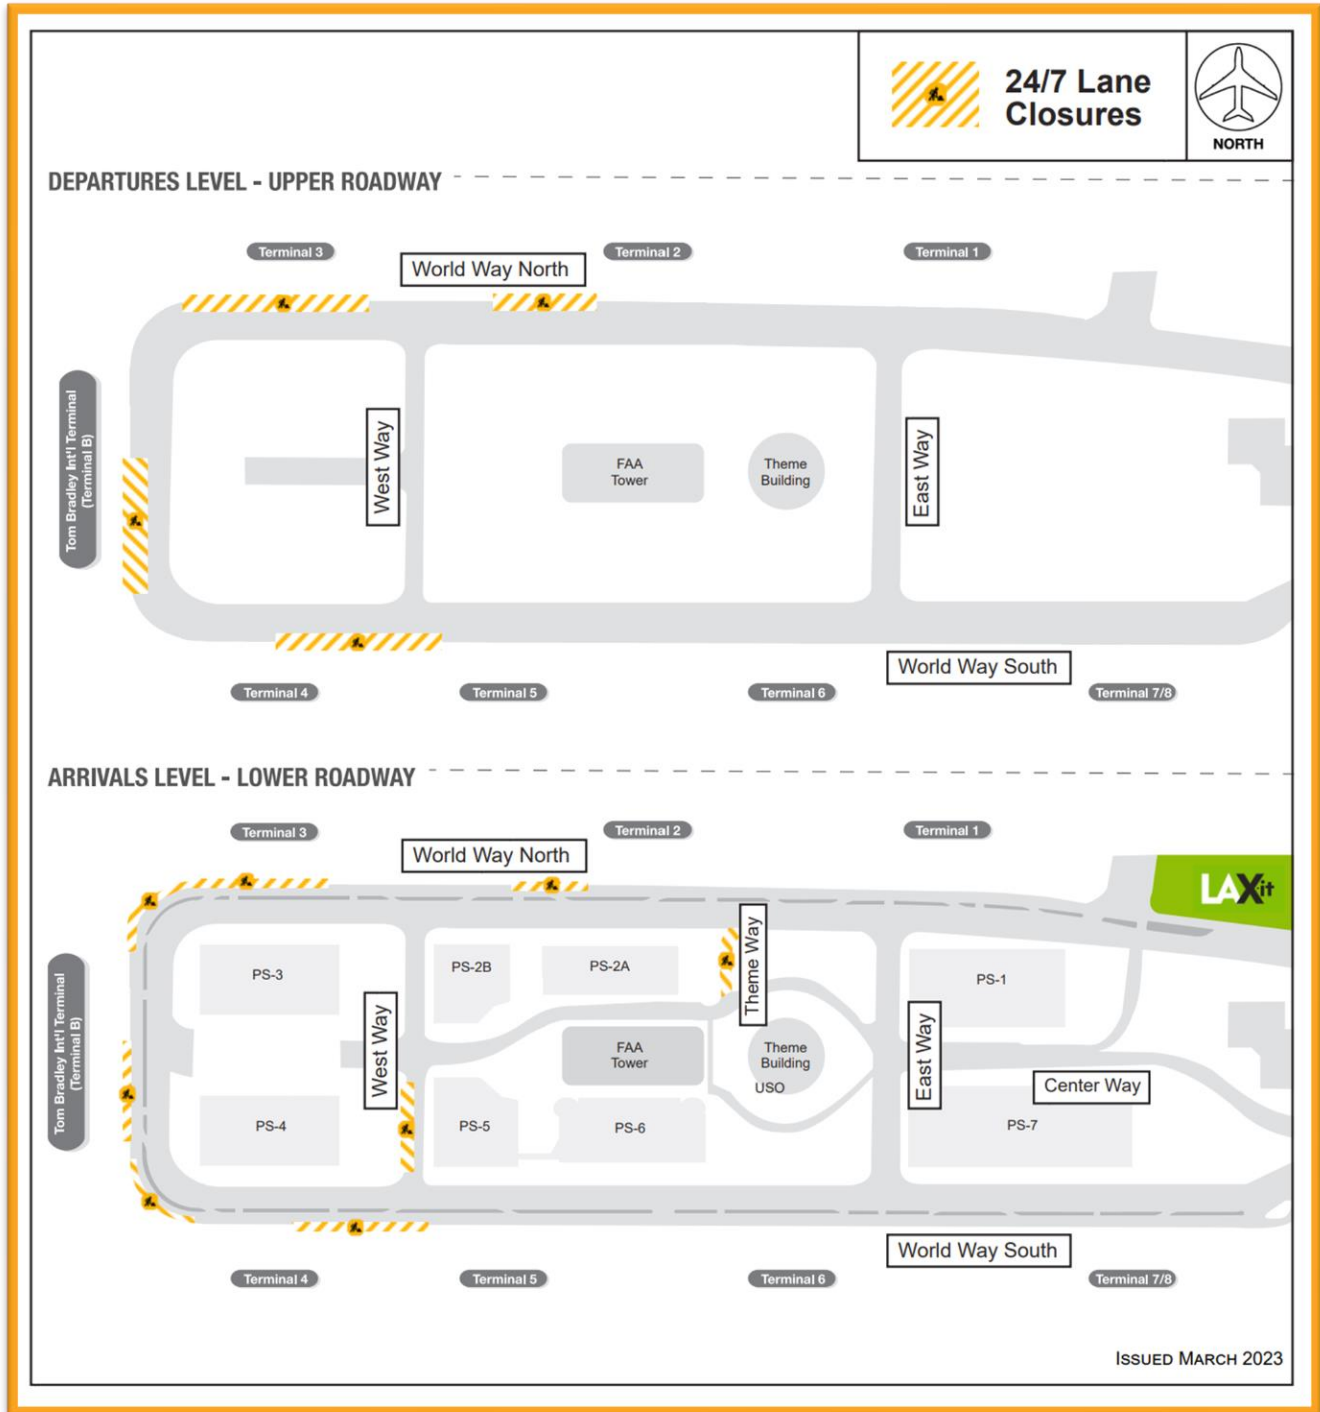 24/7 Lane
Closures
NORTH
DEPARTURES LEVEL - UPPER ROADWAY
Terminal 3
World Way North
Terminal 2
Terminal 1
Tom Bradley Int'l Terminal
(Terminal B)
West Way
FAA
Tower
Theme
Building
East Way
World Way South
Terminal 4
Terminal 5
Terminal 6
Terminal 7/8
ARRIVALS LEVEL - LOWER ROADWAY
Terminal 3
World Way North
Terminal 2
Terminal 1
LAXit
Theme Way
PS-3
PS-2B
PS-2A
PS-1
Tom Bradley Int'l Terminal
(Terminal B)
West Way
FAA
Tower
Theme
Building
USO
East Way
Center Way
PS-4
PS-5
PS-6
PS-7
World Way South
Terminal 4
Terminal 5
Terminal 6
Terminal 7/8
ISSUED MARCH 2023